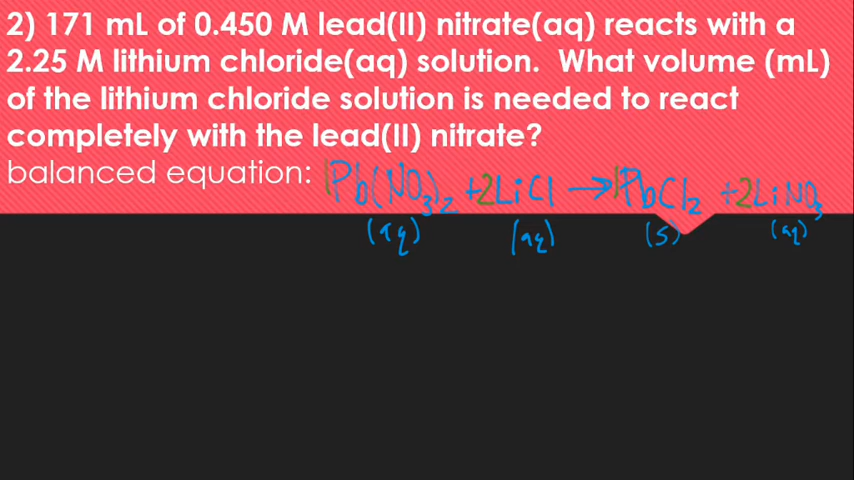 2) 171 mL of 0.450 M lead(II) nitrate(aq) reacts with a
2.25 M lithium chloride(aq) solution. What volume (mL)
of the lithium chloride solution is needed to react
completely with the lead(II) nitrate?
balanced equation: 1Pb(NO3)2 + 2LiCl → 1PbCl2 + 2LiNO3
(aq) (aq) (s) (aq)